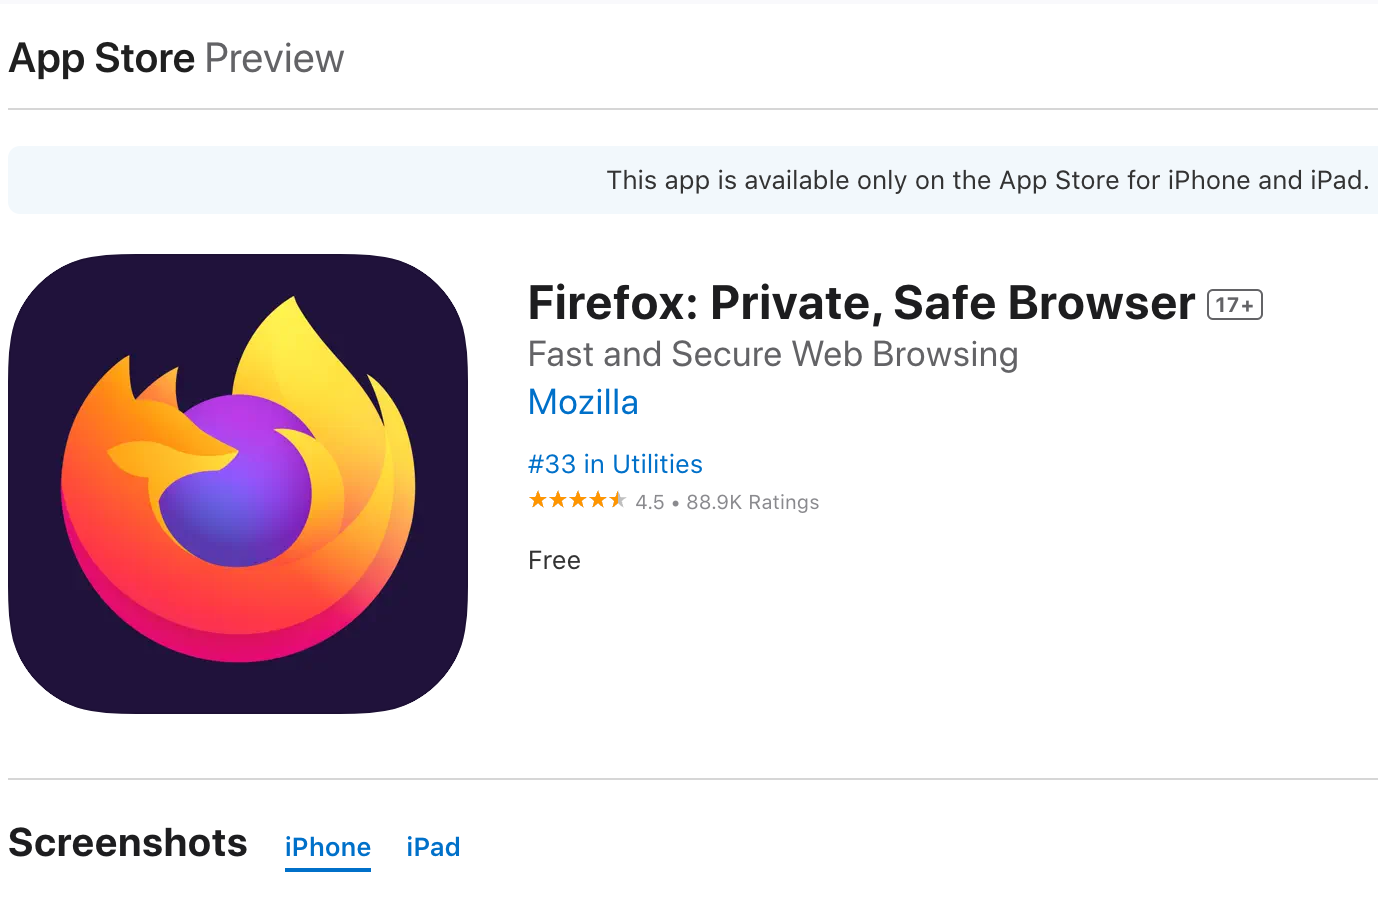 App Store Preview
This app is available only on the App Store for iPhone and iPad.
Firefox: Private, Safe Browser 17+
Fast and Secure Web Browsing
Mozilla
#33 in Utilities
4.5 • 88.9K Ratings
Free
Screenshots iPhone iPad